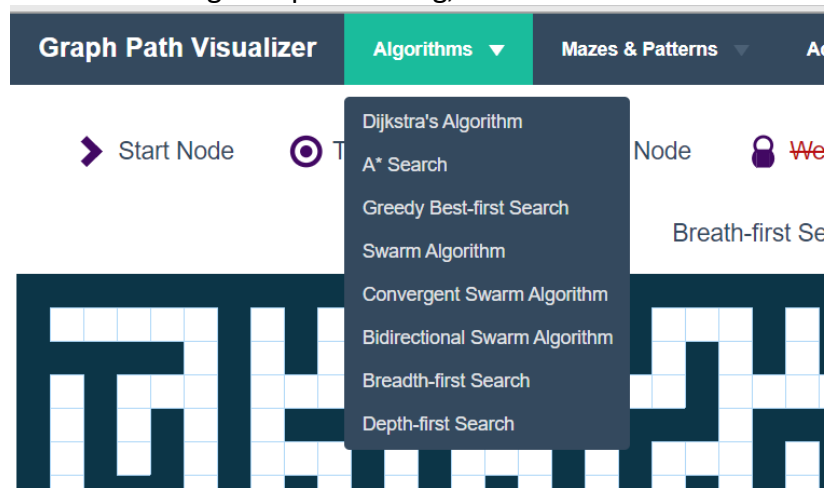 Graph Path Visualizer Algorithms Mazes & Patterns
Dijkstra's Algorithm
Start Node Node
A* Search
Greedy Best-first Search
Breath-first Se
Swarm Algorithm
Convergent Swarm Algorithm
Bidirectional Swarm Algorithm
Breadth-first Search
Depth-first Search